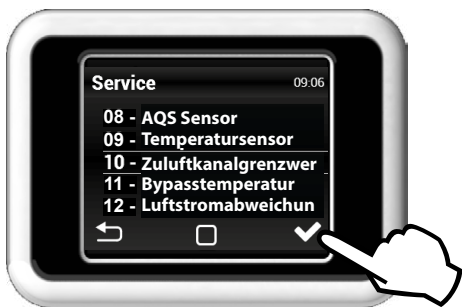 Service 09:06
08 - AQS Sensor
09 - Temperatursensor
10 - Zuluftkanalgrenzwer
11 - Bypasstemperatur
12 - Luftstromabweichun